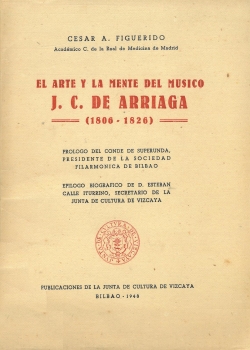 CESAR A. FIGUERIDO
Académico C. de la Real de Medicina de Madrid
EL ARTE Y LA MENTE DEL MUSICO
J. C. DE ARRIAGA
(1806 - 1826)
PROLOGO DEL CONDE DE SUPERUNDA,
PRESIDENTE DE LA SOCIEDAD
FILARMONICA DE BILBAO
EPILOGO BIOGRAFICO DE D. ESTEBAN
CALLE ITURRINO, SECRETARIO DE LA
JUNTA DE CULTURA DE VIZCAYA
PUBLICACIONES DE LA JUNTA DE CULTURA DE VIZCAYA
BILBAO - 1948